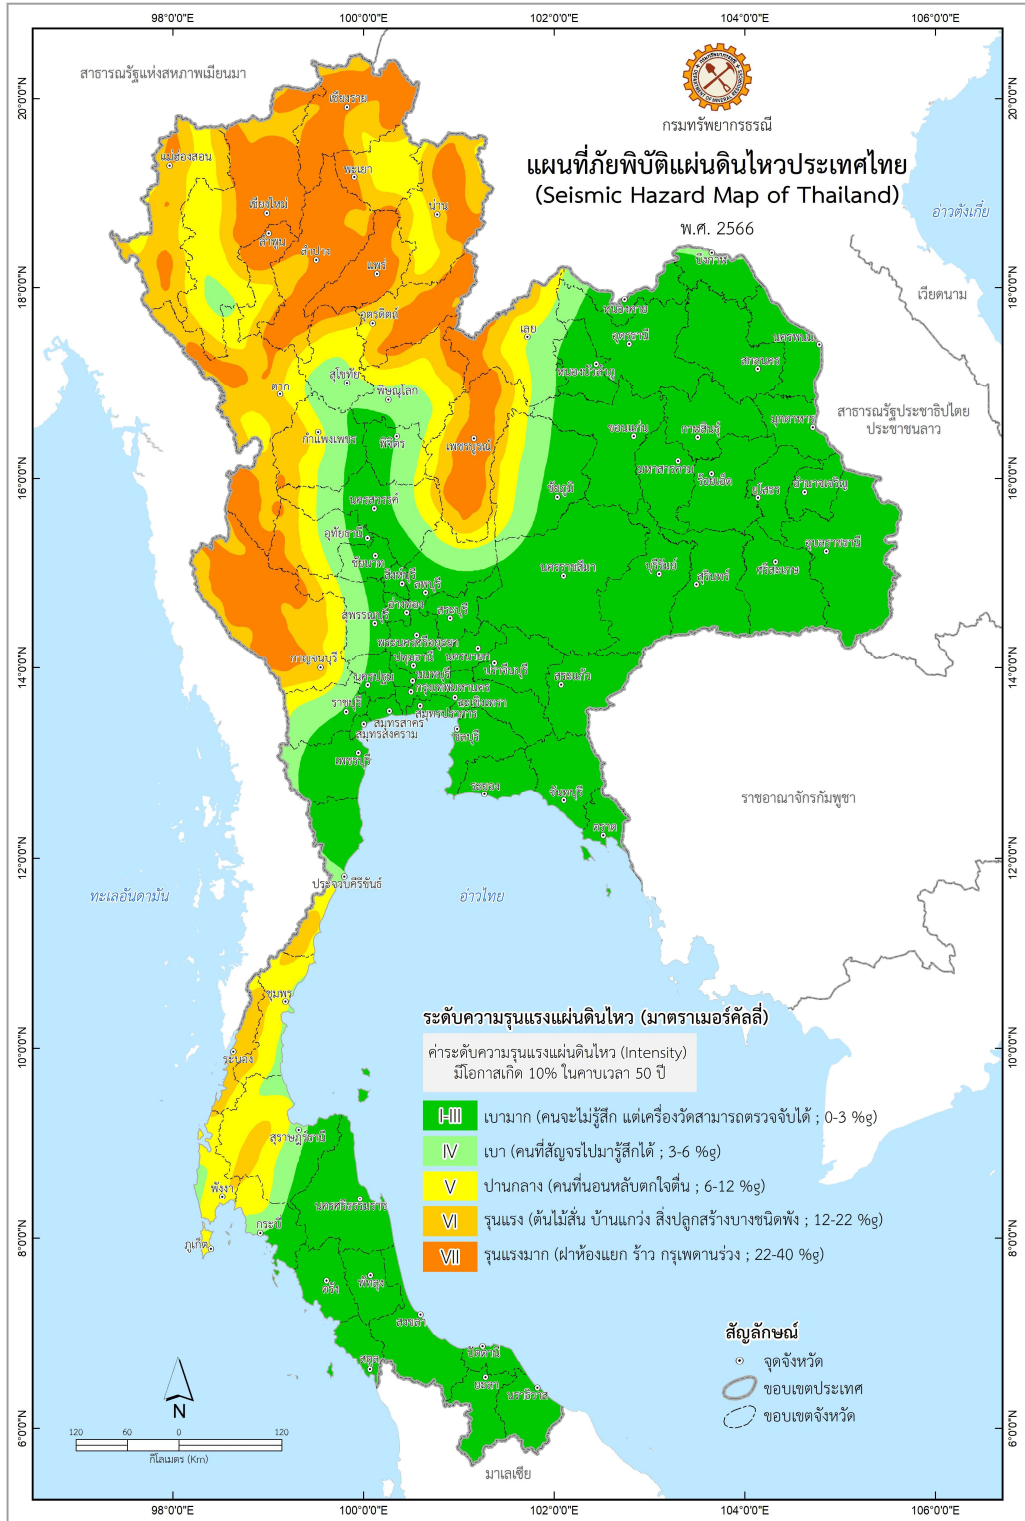 98°0'0"E
100°0'0"E
102°0'0"E
104°0'0"E
106°0'0"E
สาธารณรัฐแห่งสหภาพเมียนมา
DEPARTMENT OF MINERAL RESOURCES
กรมทรัพยากรธรณี
แผนที่ภัยพิบัติแผ่นดินไหวประเทศไทย
(Seismic Hazard Map of Thailand)
พ.ศ. 2566
อ่าวตังเกี๋ย
เวียดนาม
สาธารณรัฐประชาธิปไตย
ประชาชนลาว
ราชอาณาจักรกัมพูชา
ทะเลอันดามัน
อ่าวไทย
มาเลเซีย
20°0'0"N
18°0'0"N
16°0'0"N
14°0'0"N
12°0'0"N
10°0'0"N
8°0'0"N
6°0'0"N
20°0'0"N
18°0'0"N
16°0'0"N
14°0'0"N
12°0'0"N
10°0'0"N
8°0'0"N
6°0'0"N
เชียงราย
แม่ฮ่องสอน
พะเยา
เชียงใหม่
น่าน
ลำพูน
ลำปาง
แพร่
อุตรดิตถ์
บึงกาฬ
หนองคาย
เลย
อุดรธานี
นครพนม
สกลนคร
หนองบัวลำภู
สุโขทัย
ตาก
พิษณุโลก
มุกดาหาร
กำแพงเพชร
พิจิตร
เพชรบูรณ์
ขอนแก่น
กาฬสินธุ์
มหาสารคาม
ร้อยเอ็ด
ชัยภูมิ
ยโสธร
อำนาจเจริญ
นครสวรรค์
อุทัยธานี
ชัยนาท
สิงห์บุรี
ลพบุรี
นครราชสีมา
บุรีรัมย์
สุรินทร์
ศรีสะเกษ
อุบลราชธานี
อ่างทอง
สุพรรณบุรี
สระบุรี
พระนครศรีอยุธยา
กาญจนบุรี
ปทุมธานี
นครนายก
ปราจีนบุรี
สระแก้ว
นครปฐม
นนทบุรี
กรุงเทพมหานคร
ฉะเชิงเทรา
ราชบุรี
สมุทรปราการ
สมุทรสาคร
สมุทรสงคราม
ชลบุรี
เพชรบุรี
ระยอง
จันทบุรี
ตราด
ประจวบคีรีขันธ์
ชุมพร
ระนอง
สุราษฎร์ธานี
พังงา
นครศรีธรรมราช
กระบี่
ภูเก็ต
ตรัง
พัทลุง
สงขลา
สตูล
ปัตตานี
ยะลา
นราธิวาส
ระดับความรุนแรงแผ่นดินไหว (มาตราเมอร์คัลลี่)
ค่าระดับความรุนแรงแผ่นดินไหว (Intensity)
มีโอกาสเกิด 10% ในคาบเวลา 50 ปี
I-III เบามาก (คนจะไม่รู้สึก แต่เครื่องวัดสามารถตรวจจับได้ ; 0-3 %g)
IV เบา (คนที่สัญจรไปมารู้สึกได้ ; 3-6 %g)
V ปานกลาง (คนที่นอนหลับตกใจตื่น ; 6-12 %g)
VI รุนแรง (ต้นไม้สั่น บ้านแกว่ง สิ่งปลูกสร้างบางชนิดพัง ; 12-22 %g)
VII รุนแรงมาก (ฝาห้องแยก ร้าว กรุเพดานร่วง ; 22-40 %g)
สัญลักษณ์
จุดจังหวัด
ขอบเขตประเทศ
ขอบเขตจังหวัด
N
120 60 0 120
กิโลเมตร (Km)
98°0'0"E
100°0'0"E
102°0'0"E
104°0'0"E
106°0'0"E